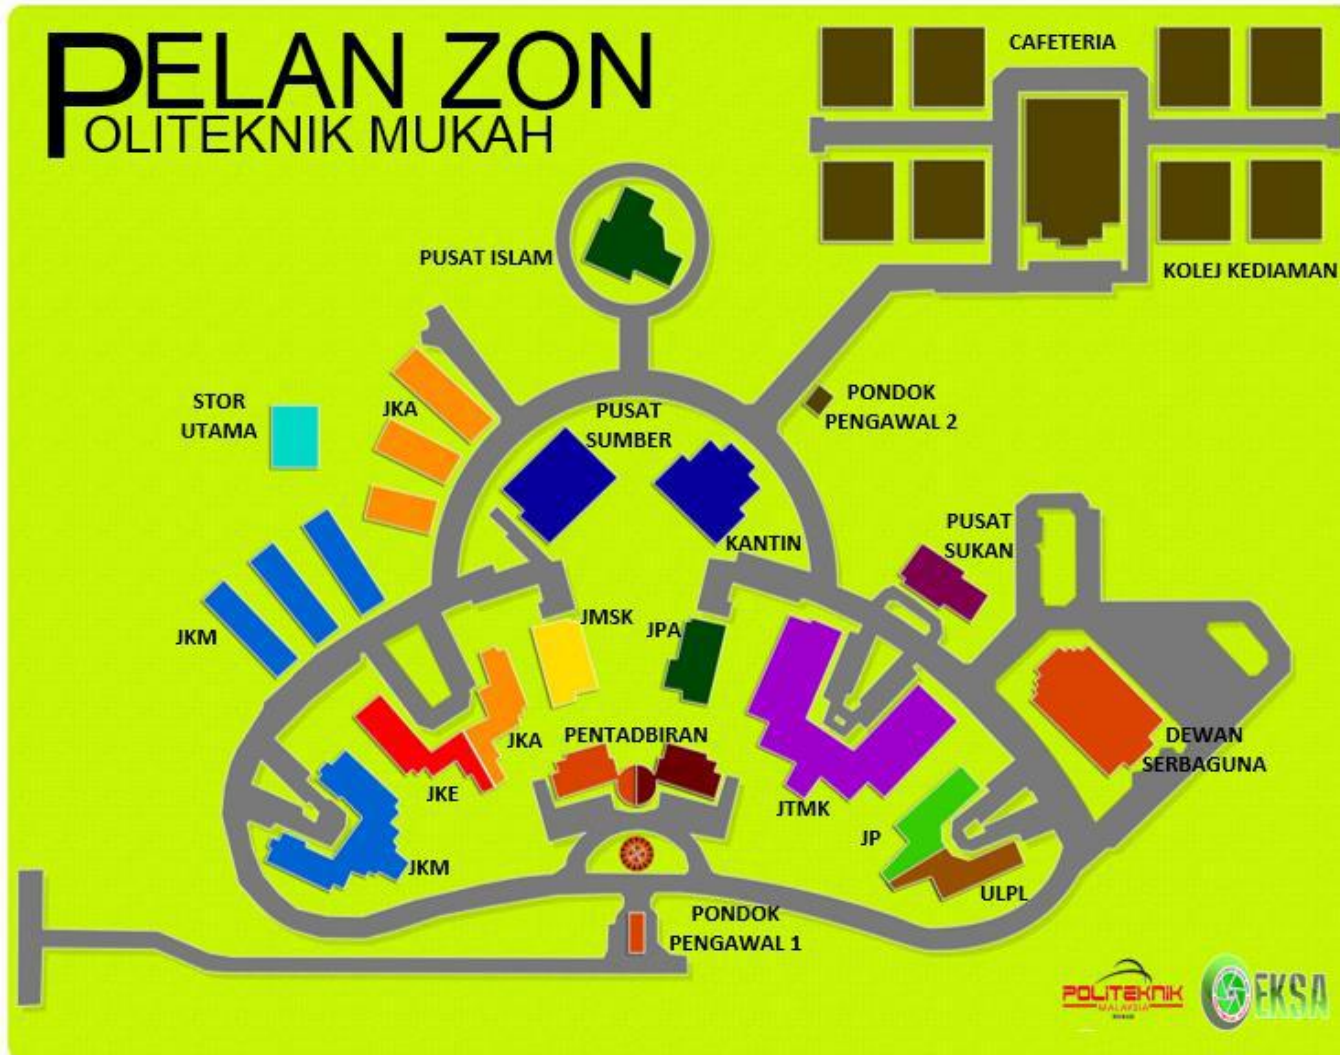 PELAN ZON
POLITEKNIK MUKAH
CAFETERIA
PUSAT ISLAM
KOLEJ KEDIAMAN
STOR
UTAMA
JKA
PUSAT
SUMBER
PONDOK
PENGAWAL 2
KANTIN
PUSAT
SUKAN
JKM
JMSK
JPA
JKA
PENTADBIRAN
DEWAN
SERBAGUNA
JKE
JTMK
JP
JKM
ULPL
PONDOK
PENGAWAL 1
POLITEKNIK
MALAYSIA
EKSA